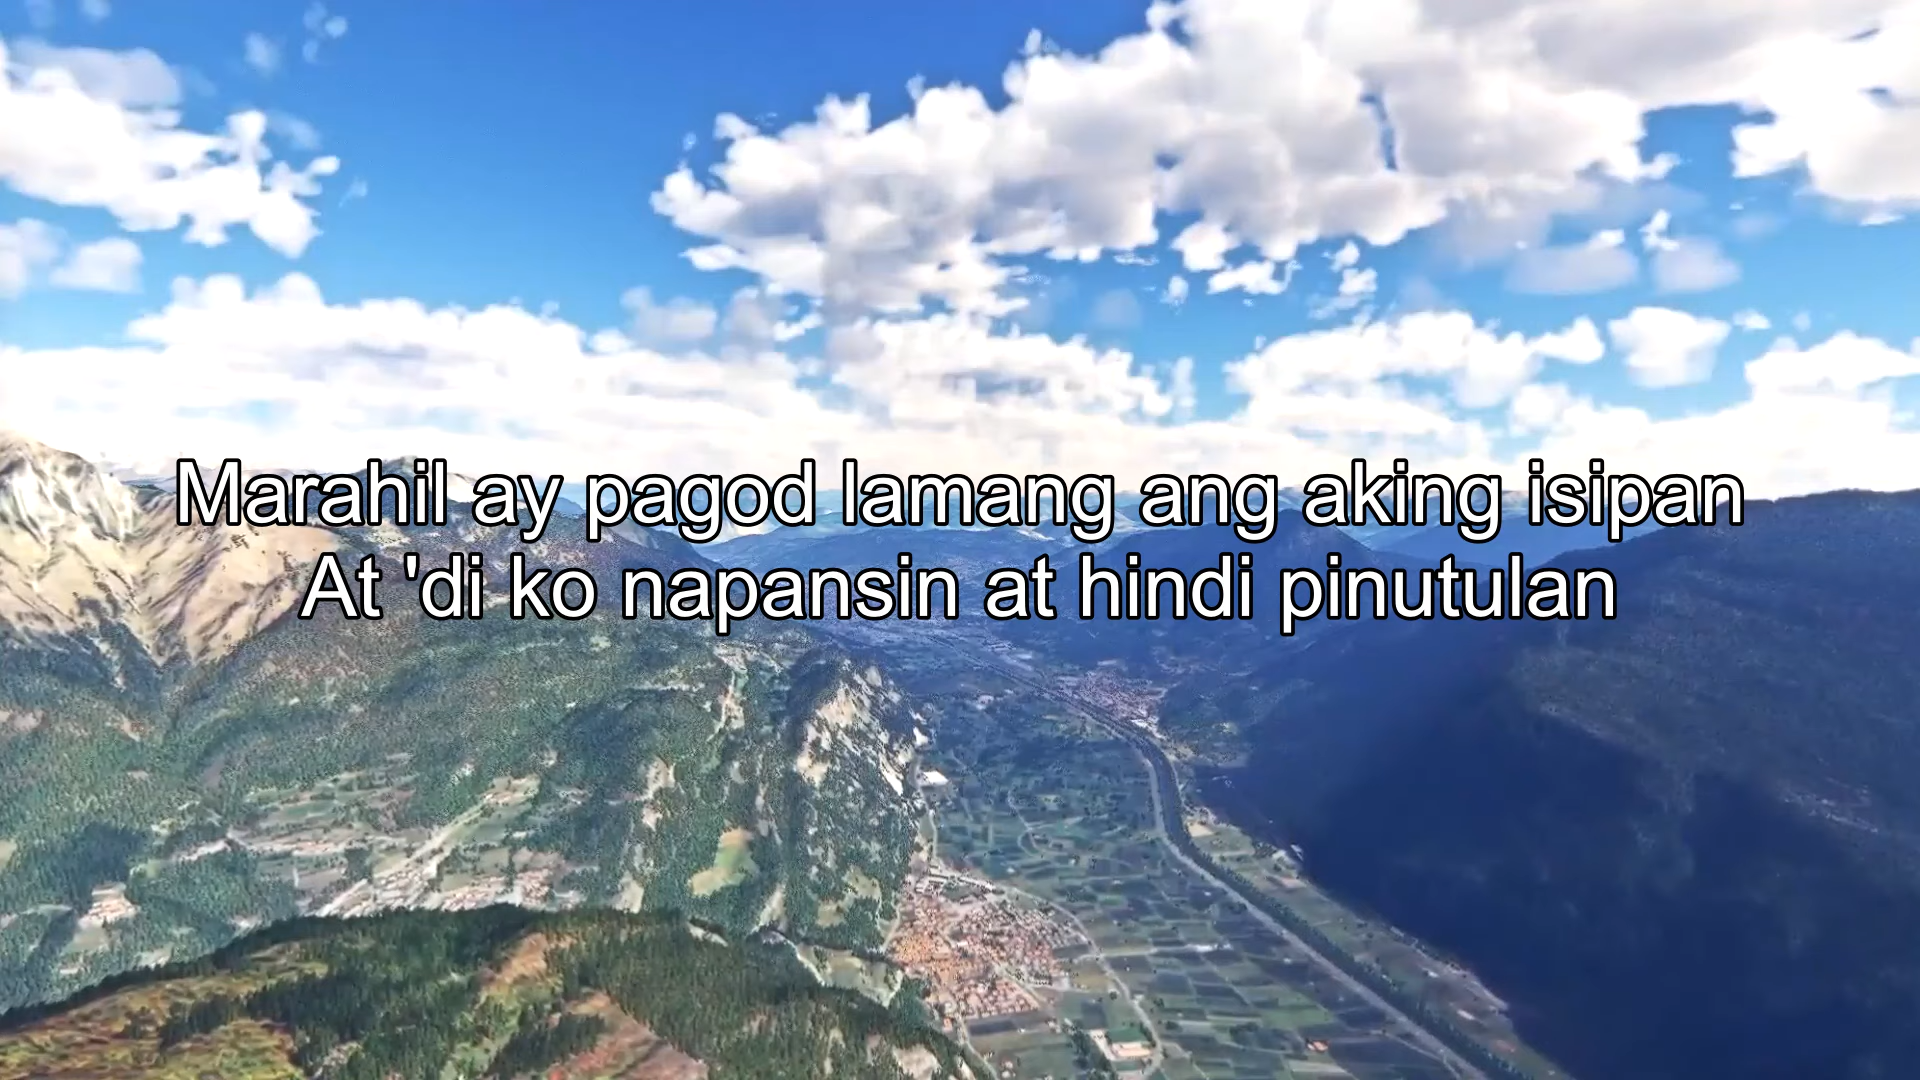 Marahil ay pagod lamang ang aking isipan
At 'di ko napansin at hindi pinutulan